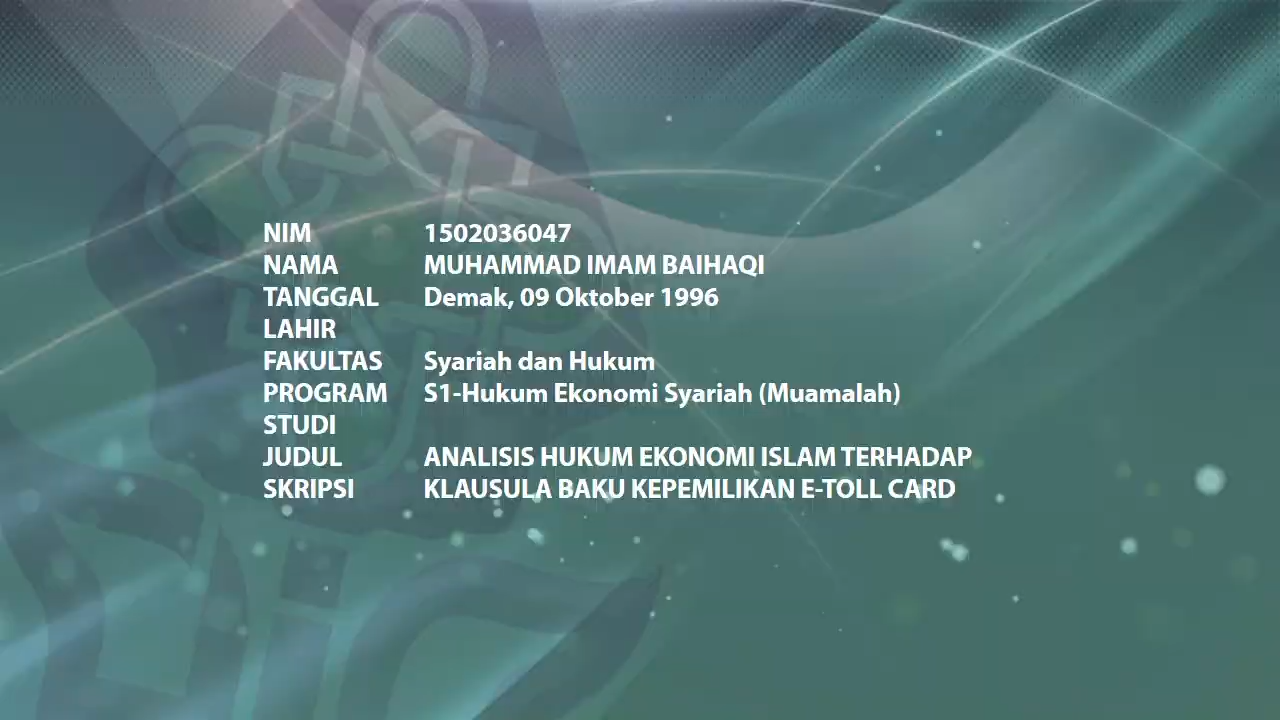 NIM 1502036047
NAMA MUHAMMAD IMAM BAIHAQI
TANGGAL Demak, 09 Oktober 1996
LAHIR
FAKULTAS Syariah dan Hukum
PROGRAM S1-Hukum Ekonomi Syariah (Muamalah)
STUDI
JUDUL ANALISIS HUKUM EKONOMI ISLAM TERHADAP
SKRIPSI KLAUSULA BAKU KEPEMILIKAN E-TOLL CARD